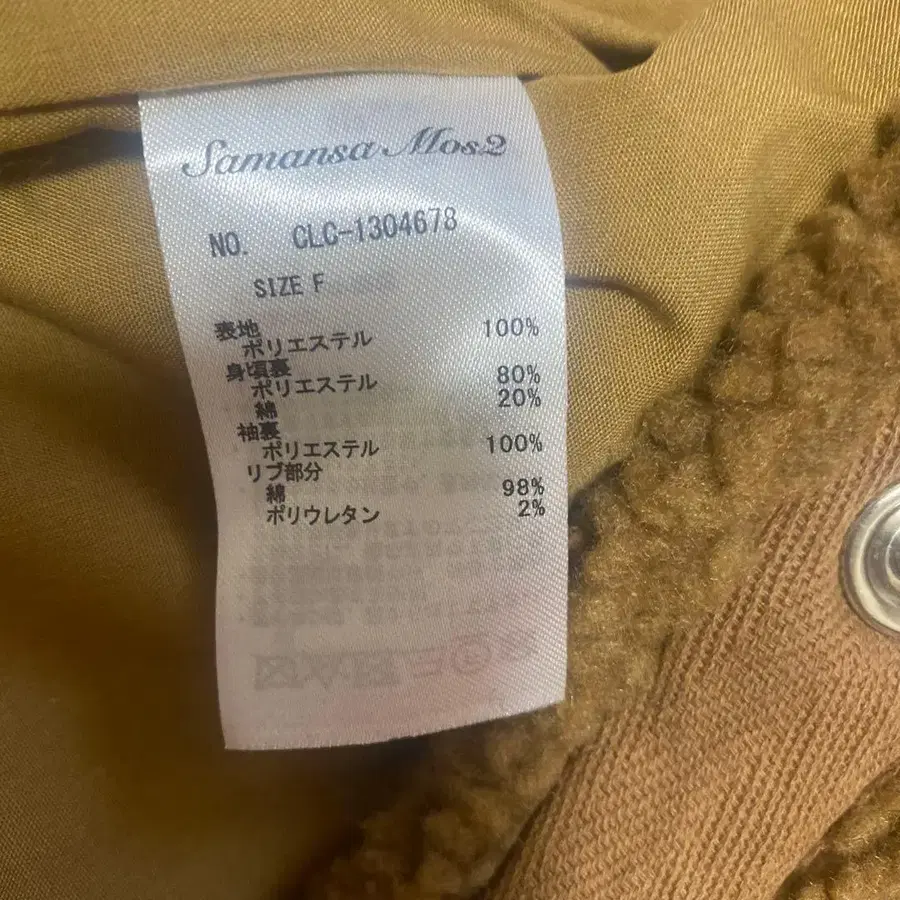 Samansa Mos2
NO. CLC-1304678
SIZE F
表地
ポリエステル 100%
身頃裏
ポリエステル 80%
綿 20%
袖裏
ポリエステル 100%
リブ部分
綿 98%
ポリウレタン 2%